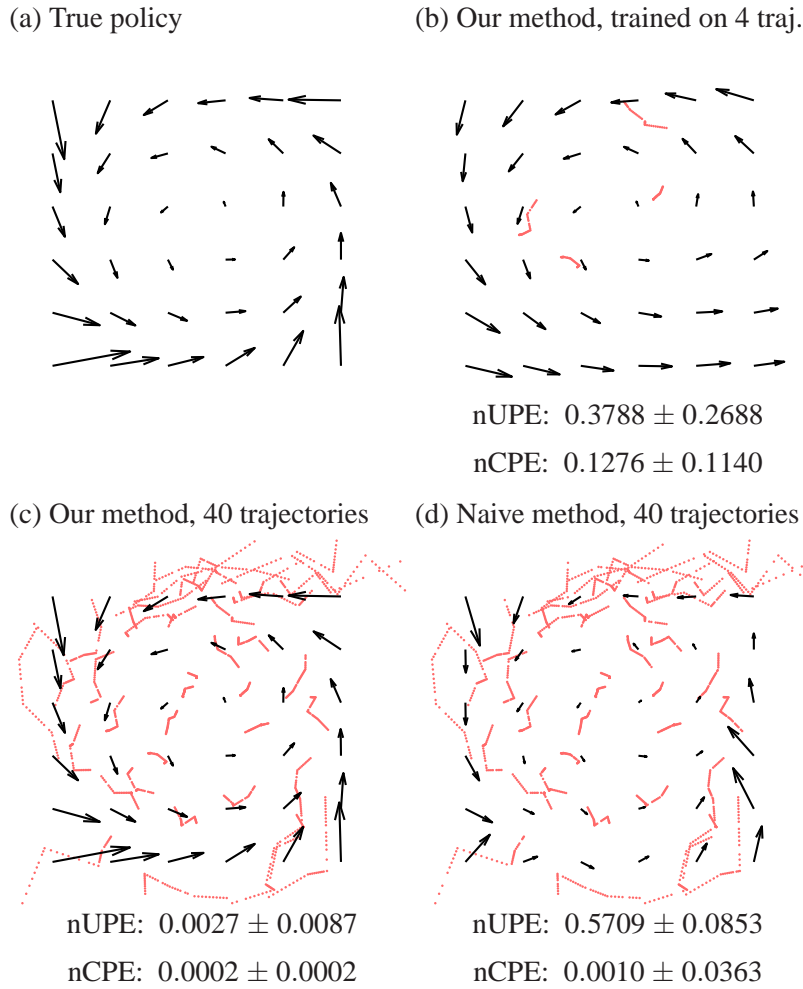 (a) True policy
(b) Our method, trained on 4 traj.
nUPE: 0.3788 ± 0.2688
nCPE: 0.1276 ± 0.1140
(c) Our method, 40 trajectories
(d) Naive method, 40 trajectories
nUPE: 0.0027 ± 0.0087
nCPE: 0.0002 ± 0.0002
nUPE: 0.5709 ± 0.0853
nCPE: 0.0010 ± 0.0363